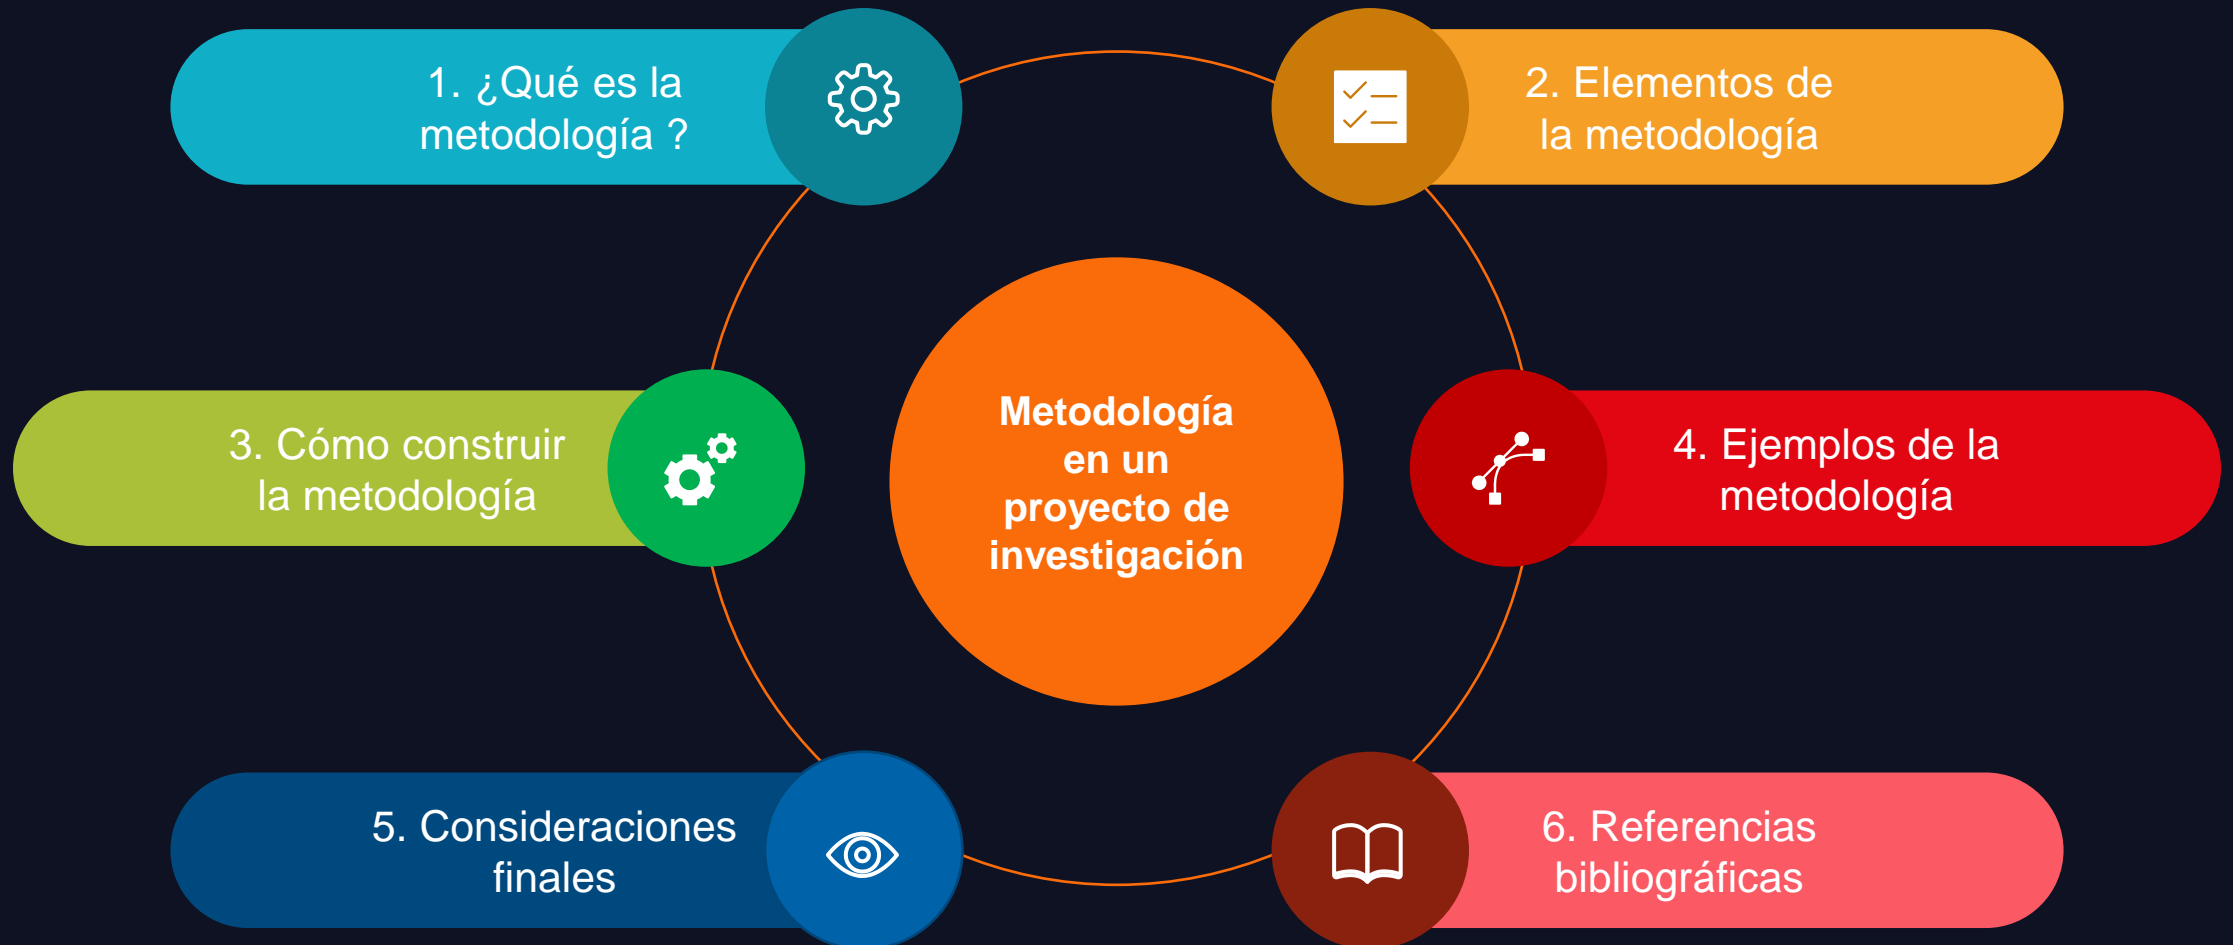 1. ¿Qué es la
metodología ?
2. Elementos de
la metodología
3. Cómo construir
la metodología
Metodología
en un
proyecto de
investigación
4. Ejemplos de la
metodología
5. Consideraciones
finales
6. Referencias
bibliográficas